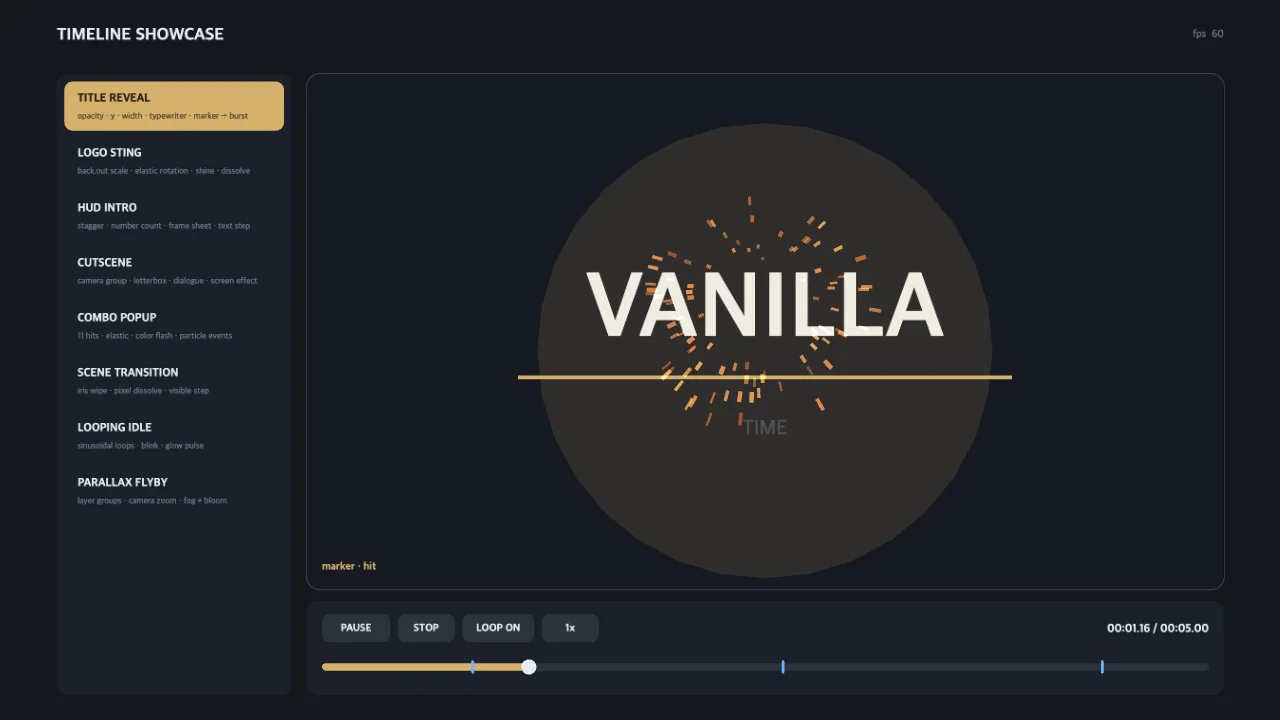 TIMELINE SHOWCASE
fps 60
TITLE REVEAL
opacity · y · width · typewriter · marker → burst
LOGO STING
back.out scale · elastic rotation · shine · dissolve
HUD INTRO
stagger · number count · frame sheet · text step
CUTSCENE
camera group · letterbox · dialogue · screen effect
COMBO POPUP
11 hits · elastic · color flash · particle events
SCENE TRANSITION
iris wipe · pixel dissolve · visible step
LOOPING IDLE
sinusoidal loops · blink · glow pulse
PARALLAX FLYBY
layer groups · camera zoom · fog + bloom
VANILLA
TIME
marker · hit
PAUSE STOP LOOP ON 1x
00:01.16 / 00:05.00